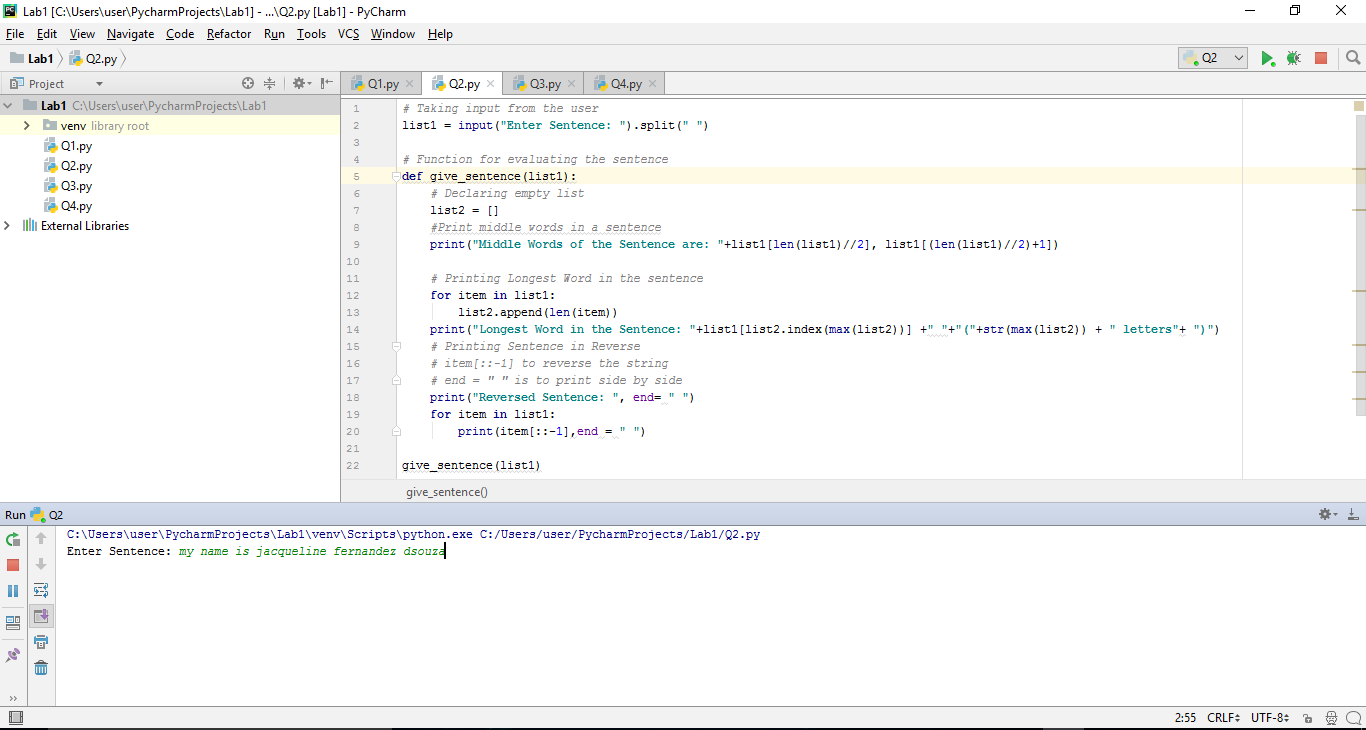 Lab1 [C:\Users\user\PycharmProjects\Lab1] - ...\Q2.py [Lab1] - PyCharm
File Edit View Navigate Code Refactor Run Tools VCS Window Help
Lab1 Q2.py Q2
Project Q1.py Q2.py Q3.py Q4.py
Lab1 C:\Users\user\PycharmProjects\Lab1
venv library root
Q1.py
Q2.py
Q3.py
Q4.py
External Libraries
1 # Taking input from the user
2 list1 = input("Enter Sentence: ").split(" ")
3
4 # Function for evaluating the sentence
5 def give_sentence(list1):
6 # Declaring empty list
7 list2 = []
8 #Print middle words in a sentence
9 print("Middle Words of the Sentence are: "+list1[len(list1)//2], list1[(len(list1)//2)+1])
10
11 # Printing Longest Word in the sentence
12 for item in list1:
13 list2.append(len(item))
14 print("Longest Word in the Sentence: "+list1[list2.index(max(list2))] +" "+"("+str(max(list2)) + " letters"+ ")")
15 # Printing Sentence in Reverse
16 # item[::-1] to reverse the string
17 # end = " " is to print side by side
18 print("Reversed Sentence: ", end= " ")
19 for item in list1:
20 print(item[::-1],end = " ")
21
22 give_sentence(list1)
give_sentence()
Run Q2
C:\Users\user\PycharmProjects\Lab1\venv\Scripts\python.exe C:/Users/user/PycharmProjects/Lab1/Q2.py
Enter Sentence: my name is jacqueline fernandez dsouza
2:55 CRLF UTF-8